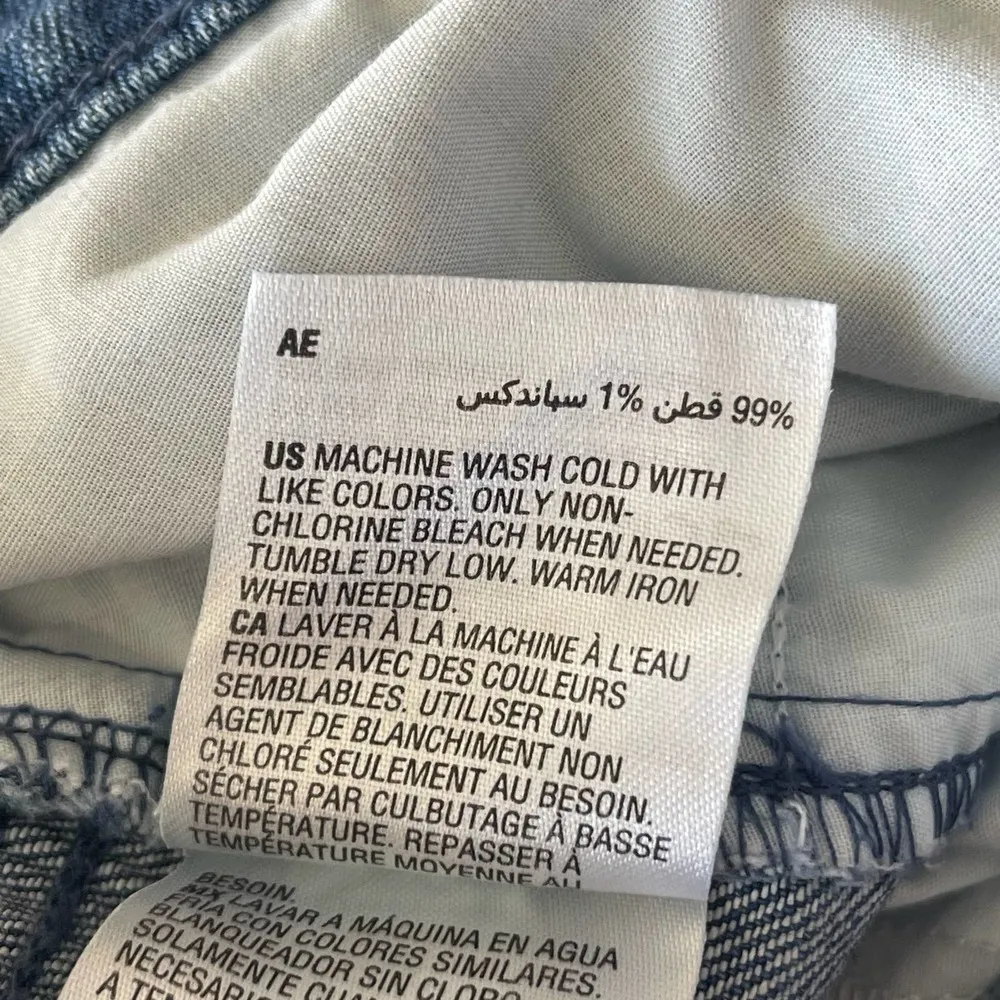 AE
99% قطن 1% سباندكس
US MACHINE WASH COLD WITH
LIKE COLORS. ONLY NON-
CHLORINE BLEACH WHEN NEEDED.
TUMBLE DRY LOW. WARM IRON
WHEN NEEDED.
CA LAVER À LA MACHINE À L'EAU
FROIDE AVEC DES COULEURS
SEMBLABLES. UTILISER UN
AGENT DE BLANCHIMENT NON
CHLORÉ SEULEMENT AU BESOIN.
SÉCHER PAR CULBUTAGE À BASSE
TEMPÉRATURE. REPASSER À
TEMPÉRATURE MOYENNE AU
BESOIN.
MX LAVAR A MÁQUINA EN AGUA
FRÍA CON COLORES SIMILARES.
BLANQUEADOR SIN CLORO
SOLAMENTE
A